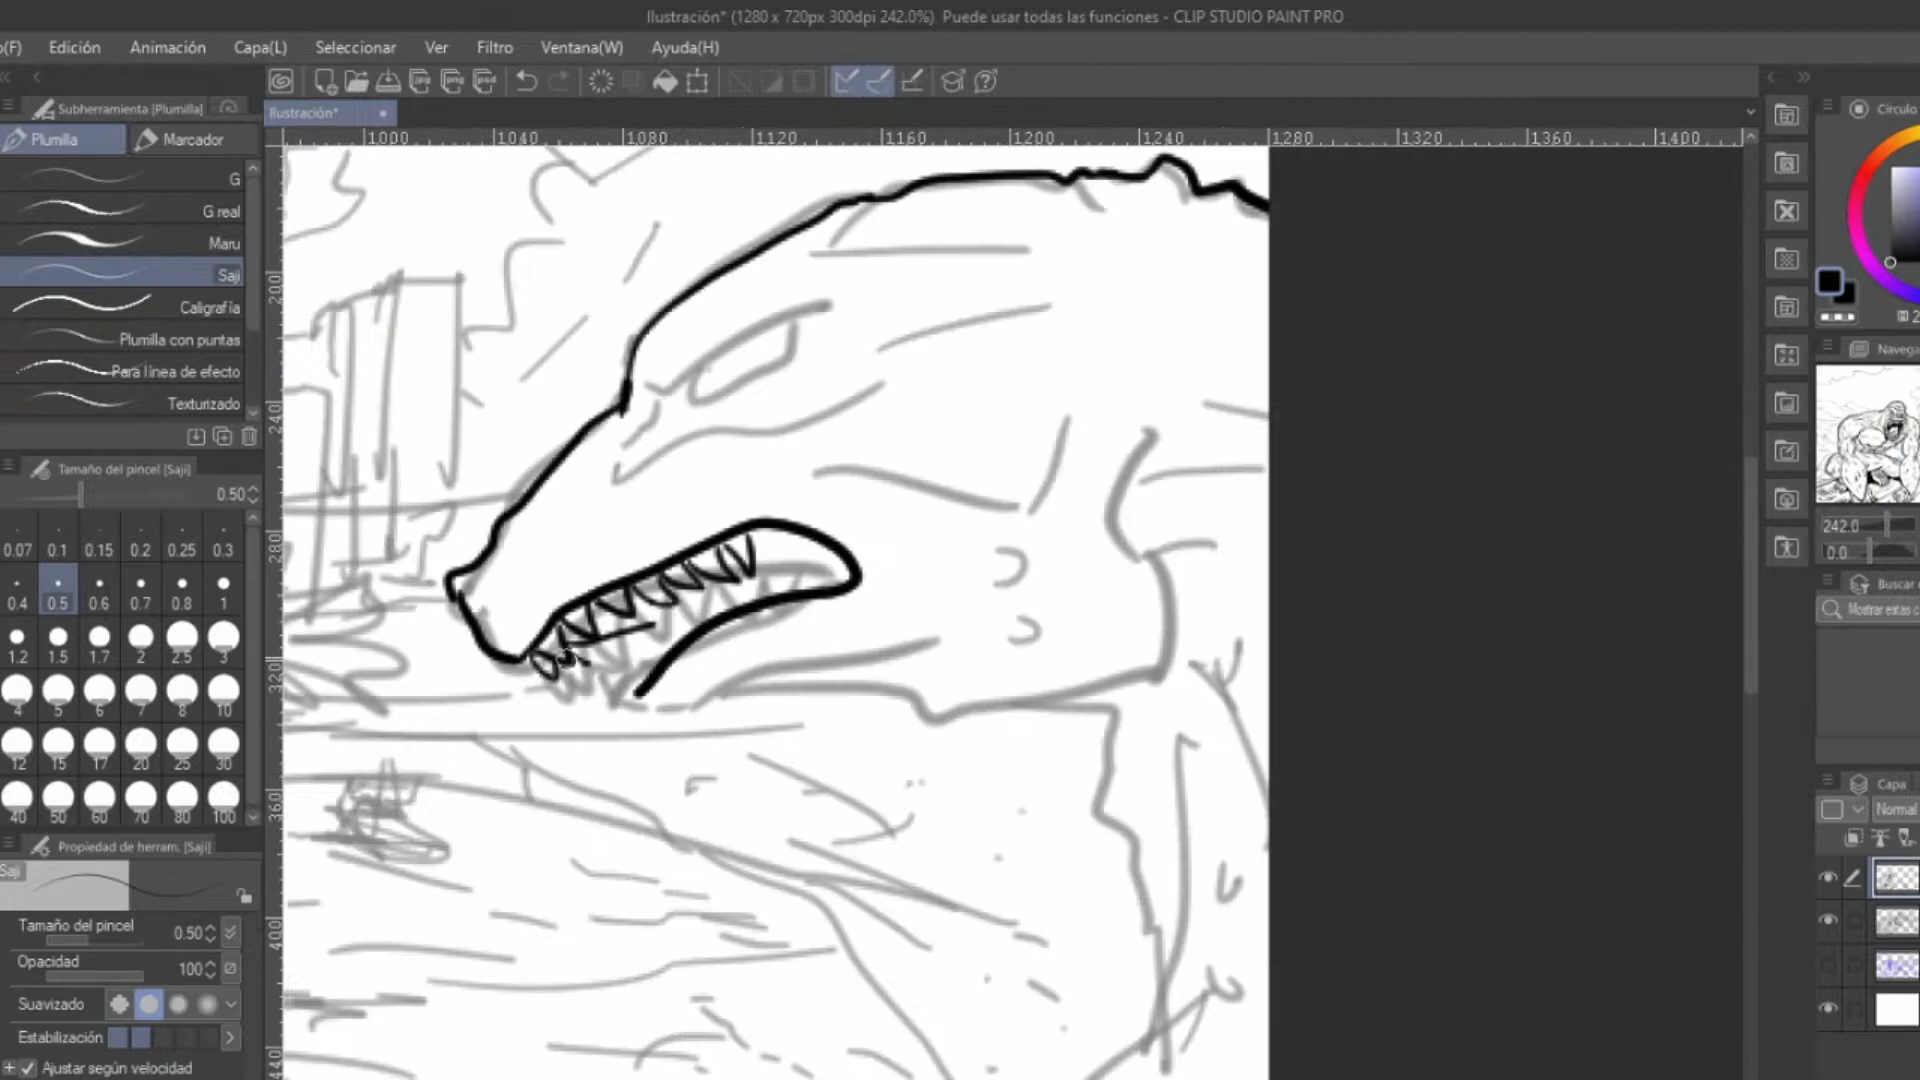 Ilustración* (1280 x 720px 300dpi 242.0%)  Puede usar todas las funciones - CLIP STUDIO PAINT PRO
o(F) Edición Animación Capa(L) Seleccionar Ver Filtro Ventana(W) Ayuda(H)
Subherramienta [Plumilla]
Plumilla Marcador
G
G real
Maru
Saji
Caligrafía
Plumilla con puntas
Para línea de efecto
Texturizado
Tamaño del pincel [Saji]
0.50
0.07 0.1 0.15 0.2 0.25 0.3
0.4 0.5 0.6 0.7 0.8 1
1.2 1.5 1.7 2 2.5 3
4 5 6 7 8 10
12 15 17 20 25 30
40 50 60 70 80 100
Propiedad de herram. [Saji]
Saji
Tamaño del pincel 0.50
Opacidad 100
Suavizado
Estabilización
Ajustar según velocidad
Ilustración*
1000 1040 1080 1120 1160 1200 1240 1280 1320 1360 1400
200
240
280
320
360
400
440
Círculo
2
Navega
242.0
0.0
Buscar
Mostrar estas c
Capa
Normal